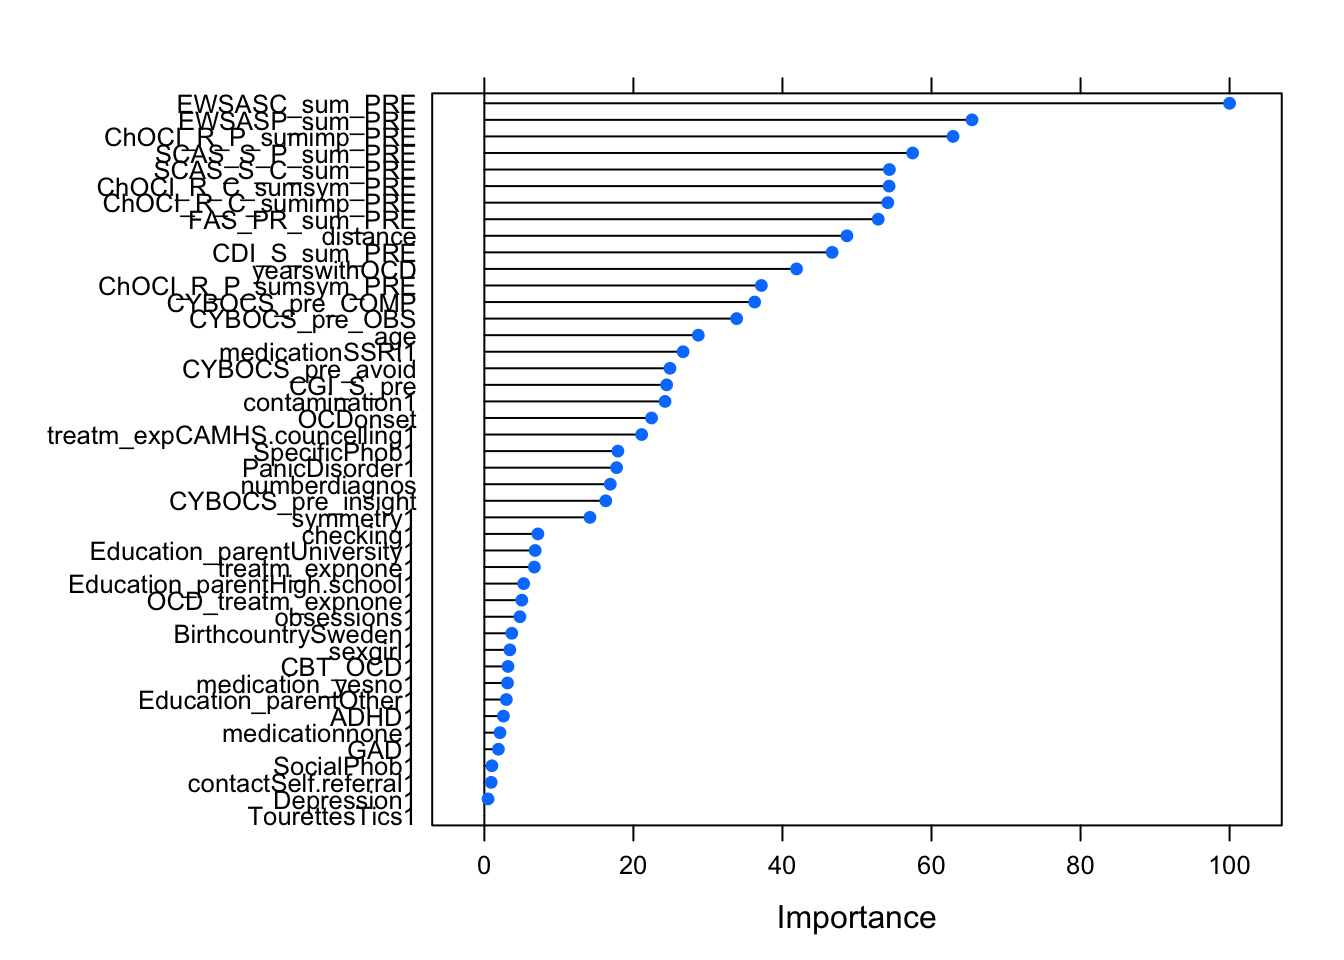 EWSASC_sum_PRE
EWSASP_sum_PRE
ChOCI_R_P_sumimp_PRE
SCAS_S_P_sum_PRE
SCAS_S_C_sum_PRE
ChOCI_R_C_sumsym_PRE
ChOCI_R_C_sumimp_PRE
FAS_PR_sum_PRE
distance
CDI_S_sum_PRE
yearswithOCD
ChOCI_R_P_sumsym_PRE
CYBOCS_pre_COMP
CYBOCS_pre_OBS
age
medicationSSRI1
CYBOCS_pre_avoid
CGI_S_pre
contamination1
OCDonset
treatm_expCAMHS.councelling1
SpecificPhob1
PanicDisorder1
numberdiagnos
CYBOCS_pre_insight
symmetry1
checking1
Education_parentUniversity1
treatm_expnone1
Education_parentHigh.school1
OCD_treatm_expnone1
obsessions1
BirthcountrySweden1
sexgirl1
CBT_OCD1
medication_yesno1
Education_parentOther1
ADHD1
medicationnone1
GAD1
SocialPhob1
contactSelf.referral1
Depression1
TourettesTics1
0 20 40 60 80 100
Importance